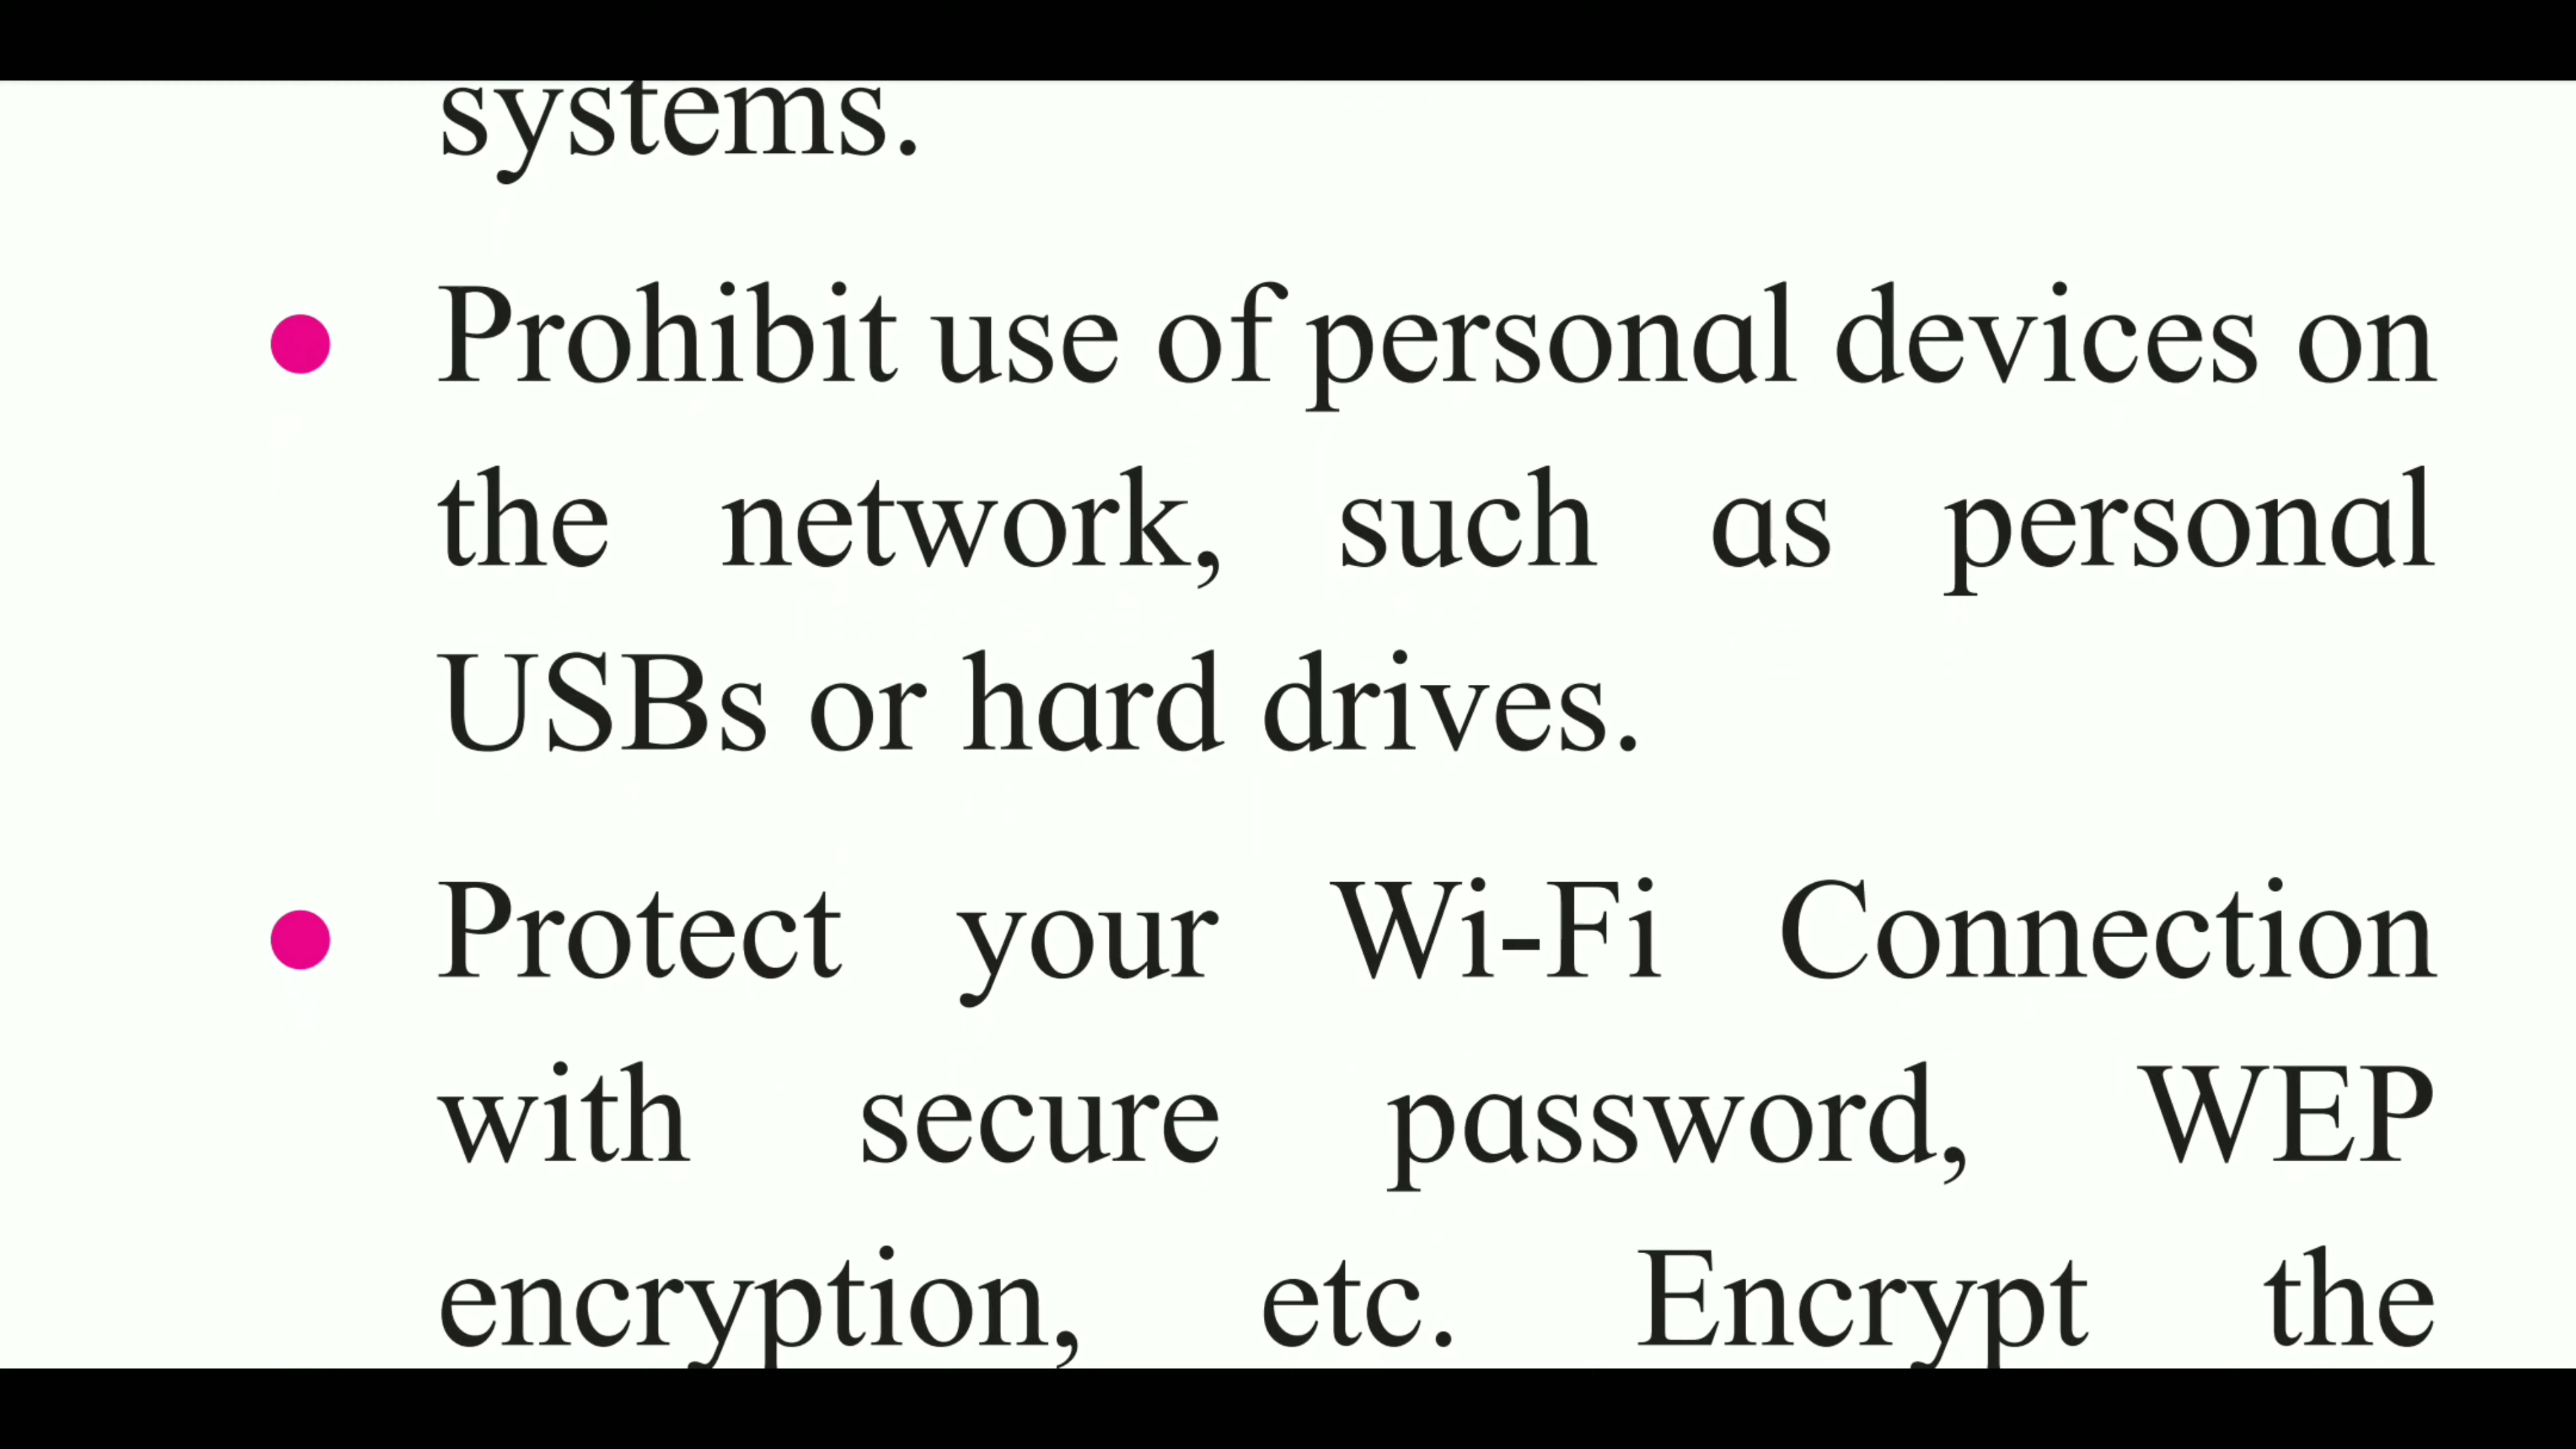 systems.
• Prohibit use of personal devices on
the network, such as personal
USBs or hard drives.
• Protect your Wi-Fi Connection
with secure password, WEP
encryption, etc. Encrypt the